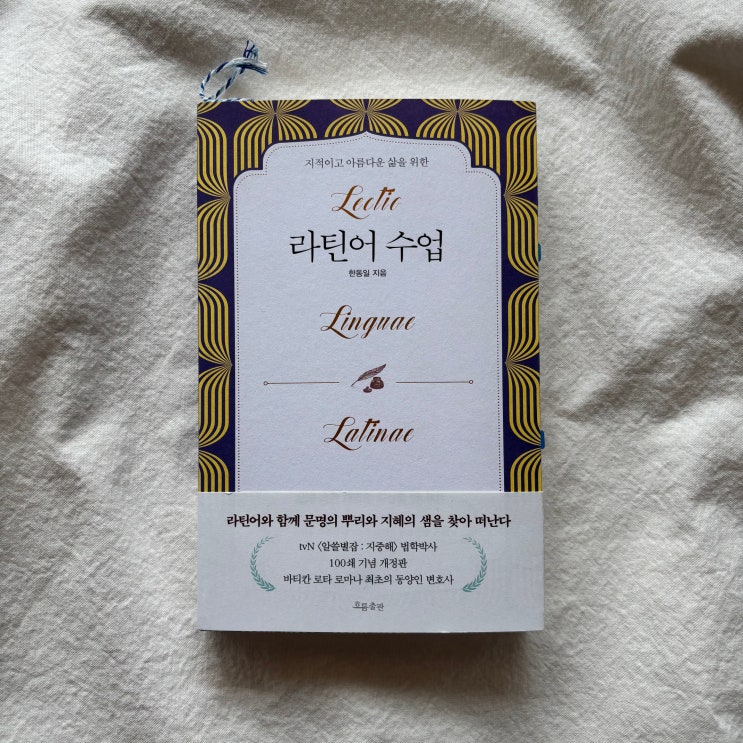 지적이고 아름다운 삶을 위한
Lectio
라틴어 수업
한동일 지음
Linguae
Latinae
라틴어와 함께 문명의 뿌리와 지혜의 샘을 찾아 떠난다
tvN 〈알쓸별잡 : 지중해〉 법학박사
100쇄 기념 개정판
바티칸 로타 로마나 최초의 동양인 변호사
흐름출판